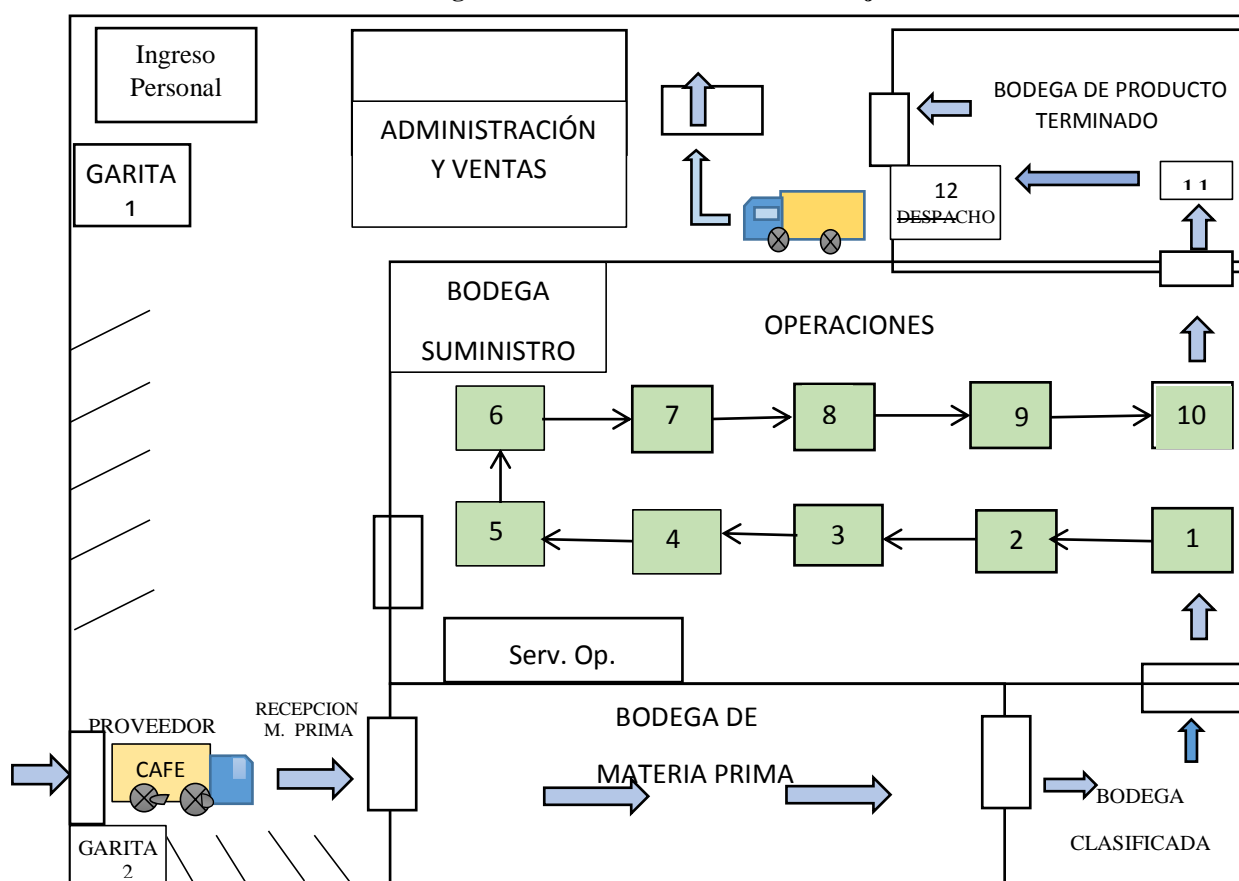 Ingreso
Personal
GARITA
1
ADMINISTRACIÓN
Y VENTAS
BODEGA DE PRODUCTO
TERMINADO
12
DESPACHO
11
BODEGA
SUMINISTRO
OPERACIONES
6
7
8
9
10
5
4
3
2
1
Serv. Op.
PROVEEDOR
CAFE
RECEPCION
M. PRIMA
BODEGA DE
MATERIA PRIMA
BODEGA
CLASIFICADA
GARITA
2